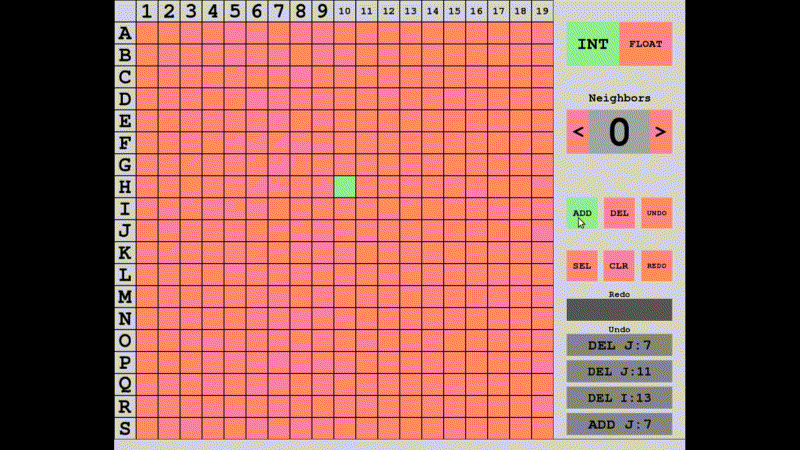 1 2 3 4 5 6 7 8 9 10 11 12 13 14 15 16 17 18 19
A
B
C
D
E
F
G
H
I
J
K
L
M
N
O
P
Q
R
S
INT FLOAT
Neighbors
< 0 >
ADD DEL UNDO
SEL CLR REDO
Redo
Undo
DEL J:7
DEL J:11
DEL I:13
ADD J:7